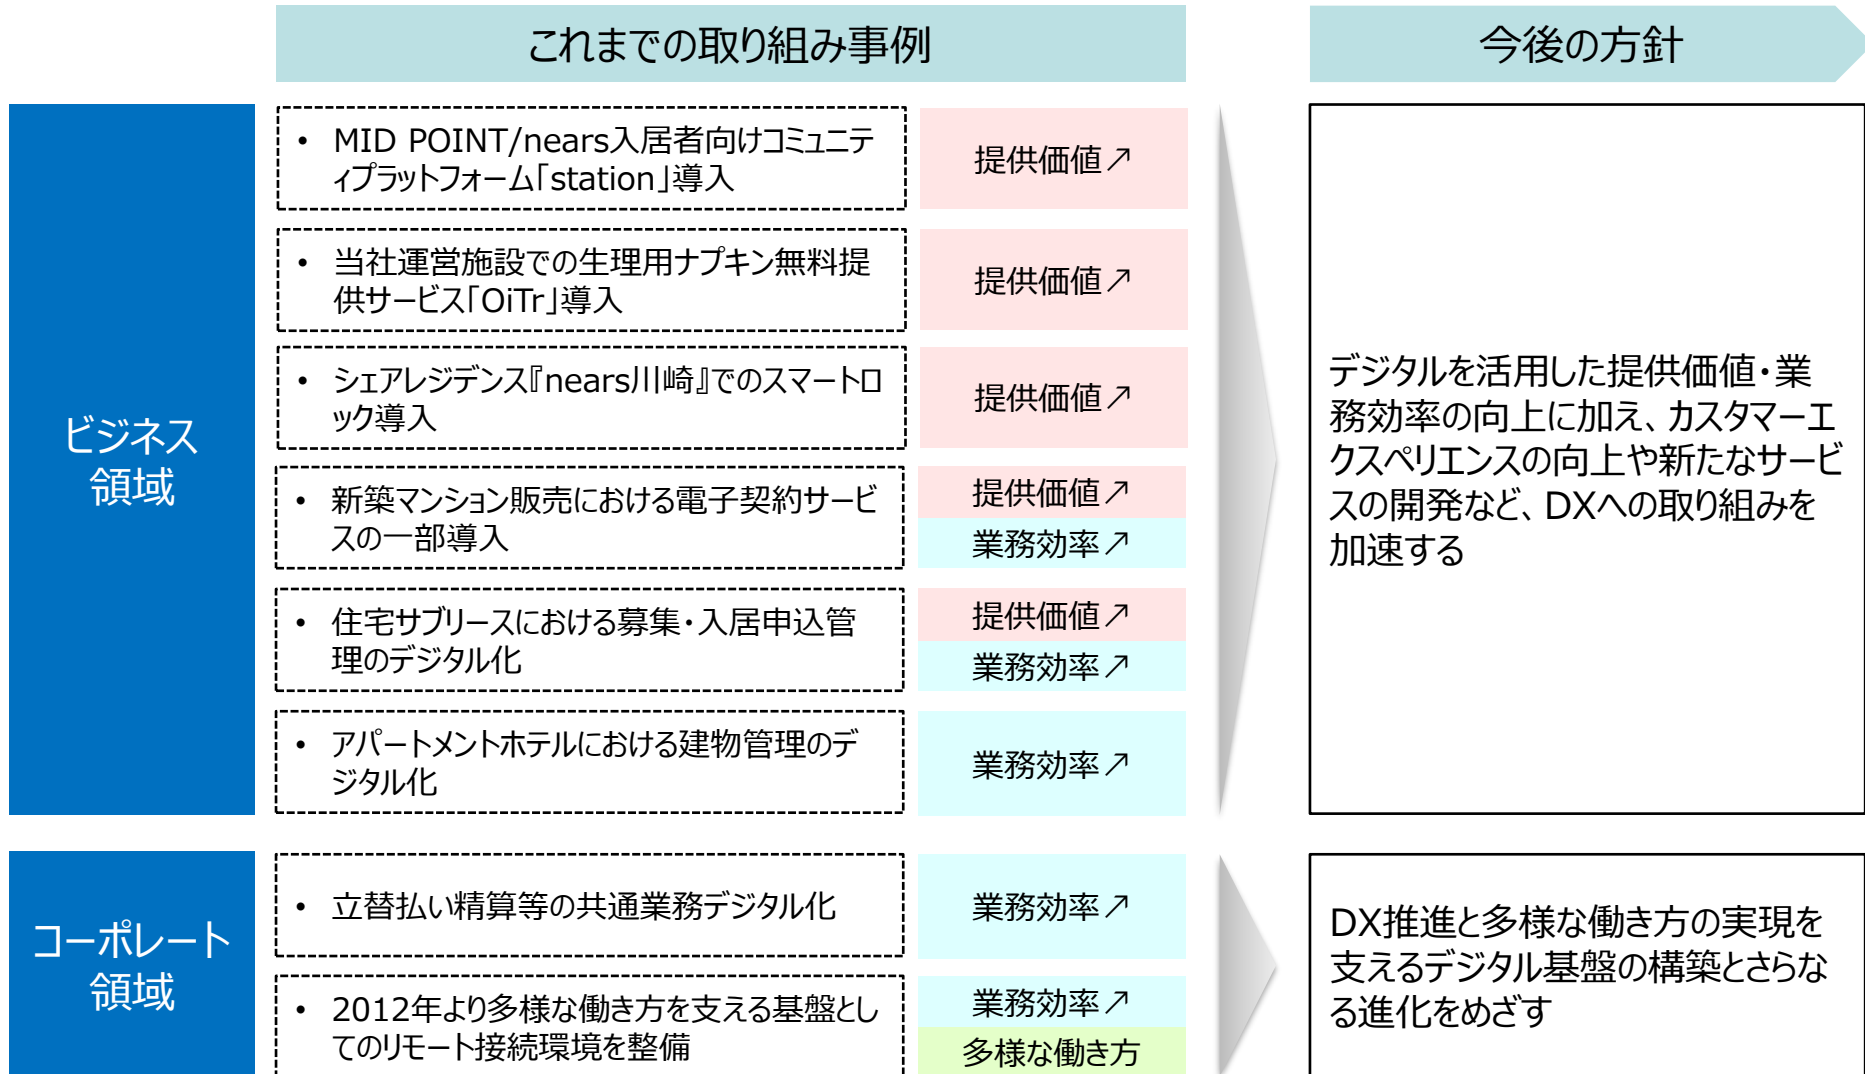 これまでの取り組み事例
今後の方針
ビジネス
領域
• MID POINT/nears入居者向けコミュニテ
ィプラットフォーム「station」導入
提供価値↗
• 当社運営施設での生理用ナプキン無料提
供サービス「OiTr」導入
提供価値↗
• シェアレジデンス『nears川崎』でのスマートロ
ック導入
提供価値↗
• 新築マンション販売における電子契約サービ
スの一部導入
提供価値↗
業務効率↗
• 住宅サブリースにおける募集・入居申込管
理のデジタル化
提供価値↗
業務効率↗
• アパートメントホテルにおける建物管理のデ
ジタル化
業務効率↗
デジタルを活用した提供価値・業
務効率の向上に加え、カスタマーエ
クスペリエンスの向上や新たなサービ
スの開発など、DXへの取り組みを
加速する
コーポレート
領域
• 立替払い精算等の共通業務デジタル化
業務効率↗
• 2012年より多様な働き方を支える基盤とし
てのリモート接続環境を整備
業務効率↗
多様な働き方
DX推進と多様な働き方の実現を
支えるデジタル基盤の構築とさらな
る進化をめざす